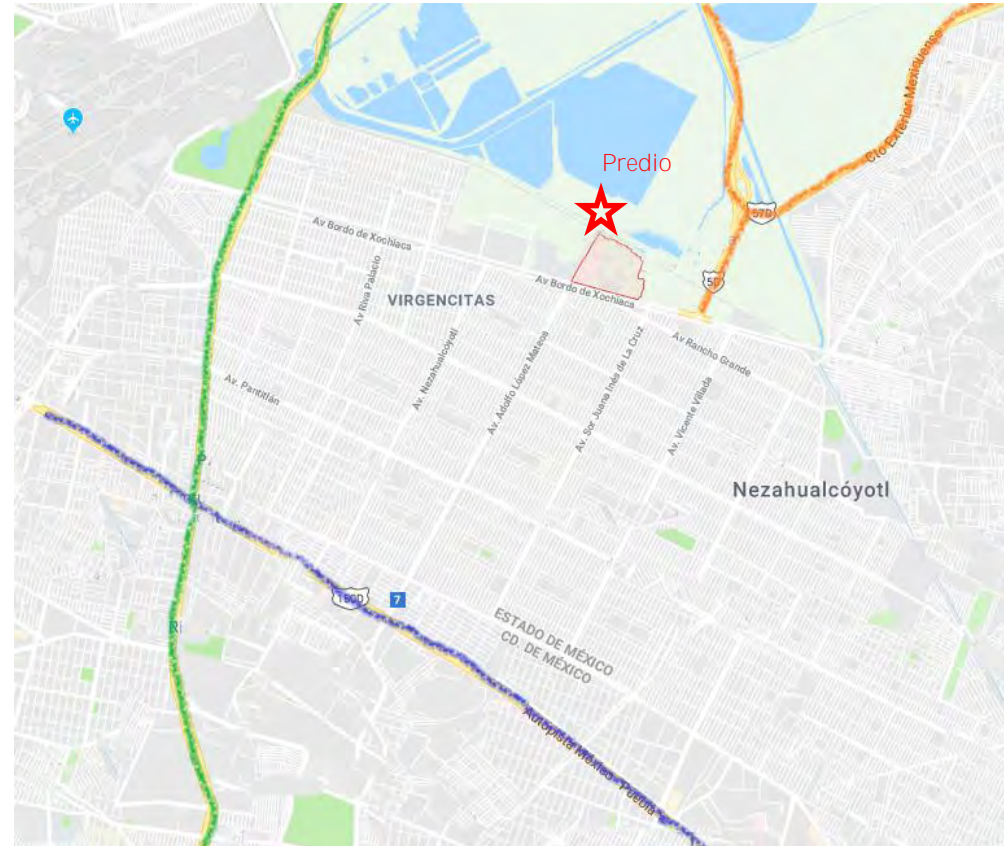 Cto Exterior Mexiquense
Predio
57D
Av Bordo de Xochiaca
Av Riva Palacio
5D
Av Bordo de Xochiaca
VIRGENCITAS
Av. Nezahualcóyotl
Av. Adolfo López Mateos
Av. Sor Juana Inés de La Cruz
Av Rancho Grande
Av. Vicente Villada
Av. Pantitlán
Nezahualcóyotl
150D
7
ESTADO DE MÉXICO
CD. DE MÉXICO
Autopista México - Puebla